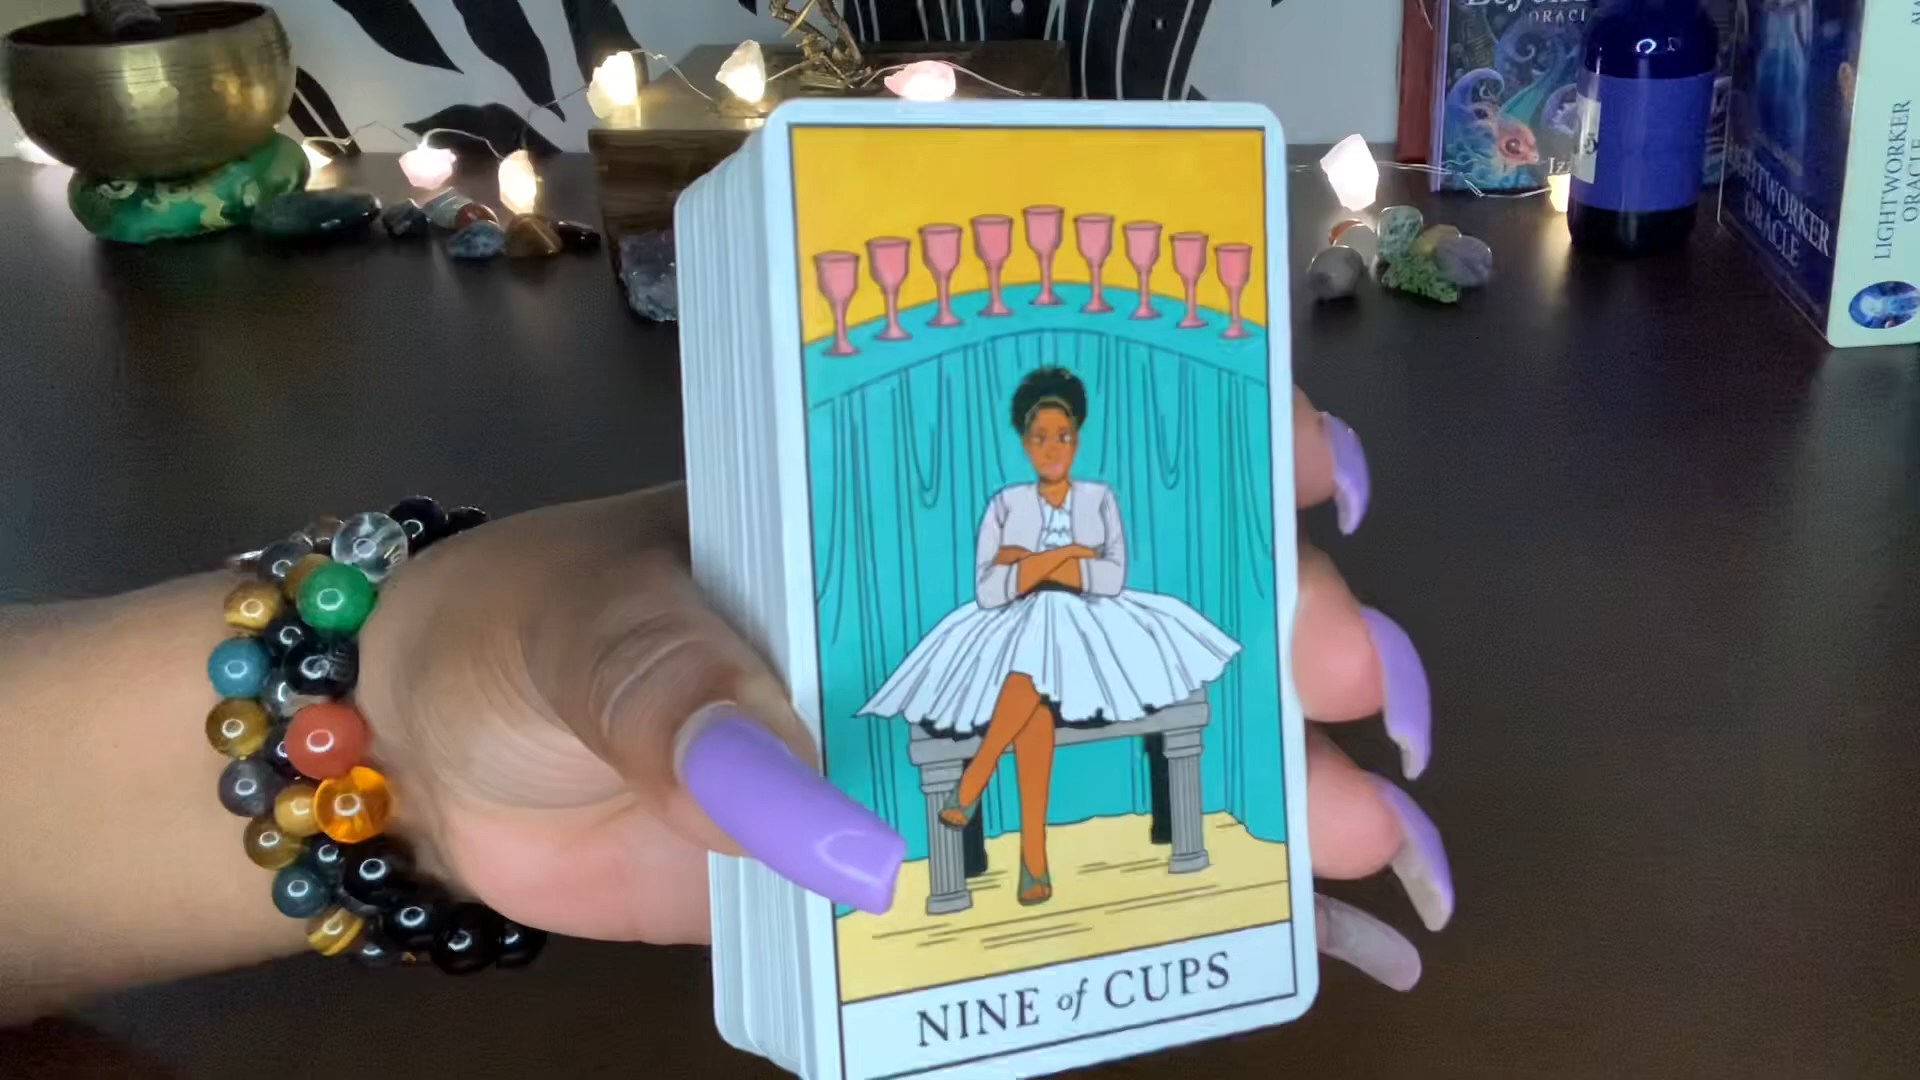 ORACLE
LIGHTWORKER
ORACLE
LIGHTWORKER
ORACLE
NINE of CUPS